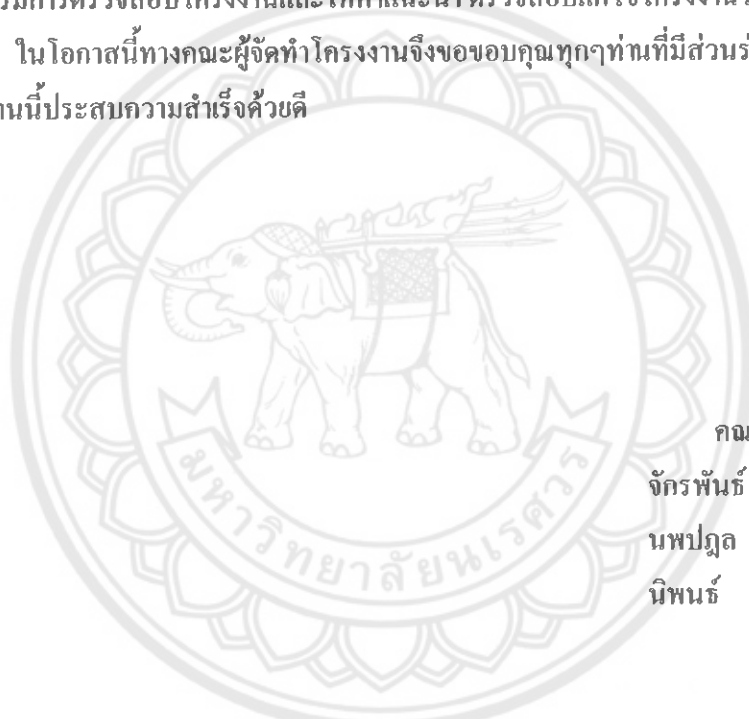 ในโอกาสนี้ทางคณะผู้จัดทำโครงงานจึงขอขอบคุณทุกๆท่านที่มีส่วนร่
านนี้ประสบความสำเร็จด้วยดี
คณ
จักรพันธ์
นพปฎล
นิพนธ์
มหาวิทยาลัยนเรศวร